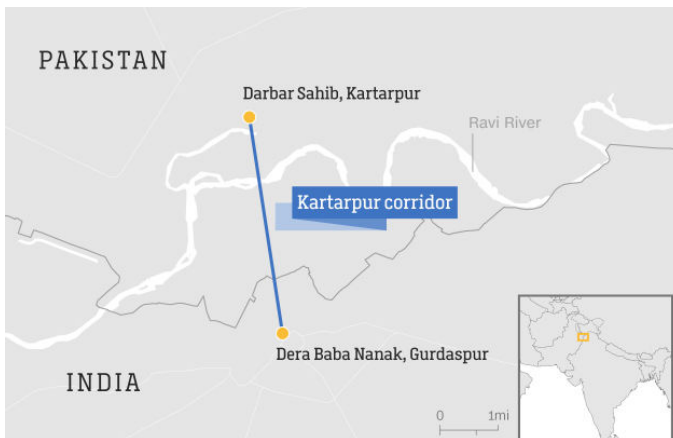 PAKISTAN
Darbar Sahib, Kartarpur
Ravi River
Kartarpur corridor
Dera Baba Nanak, Gurdaspur
INDIA
0 1mi